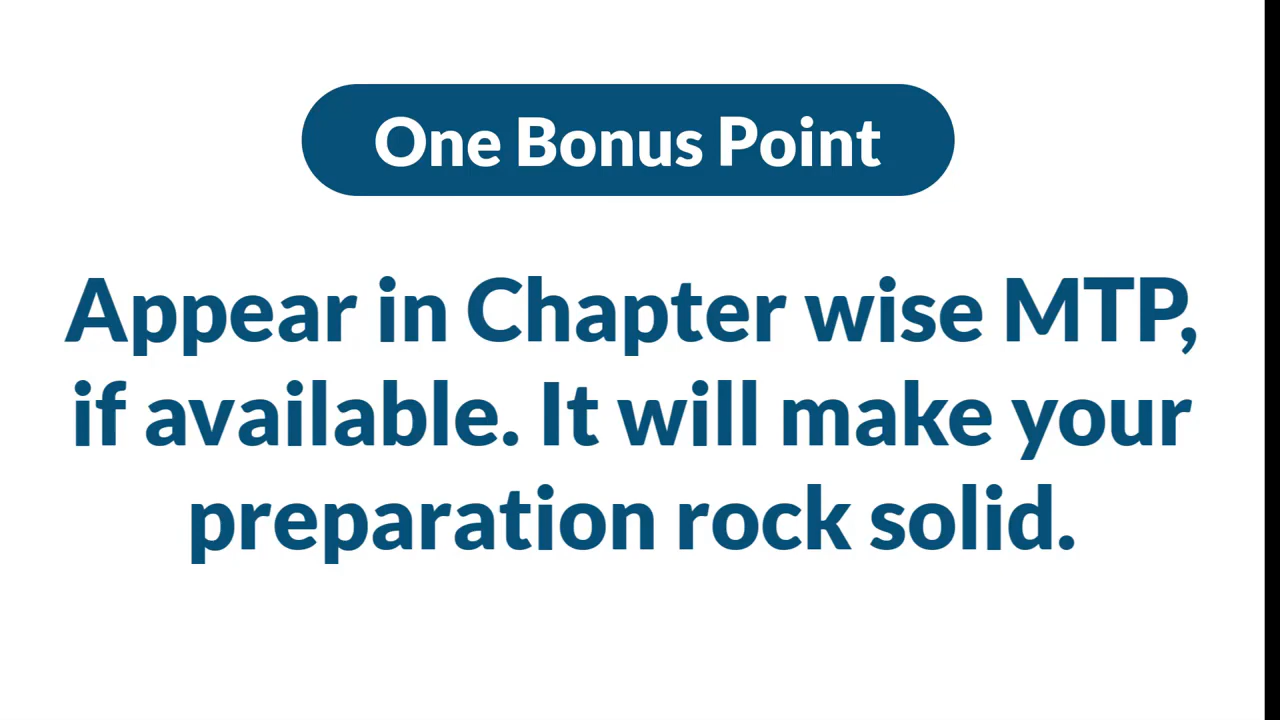 One Bonus Point
Appear in Chapter wise MTP,
if available. It will make your
preparation rock solid.